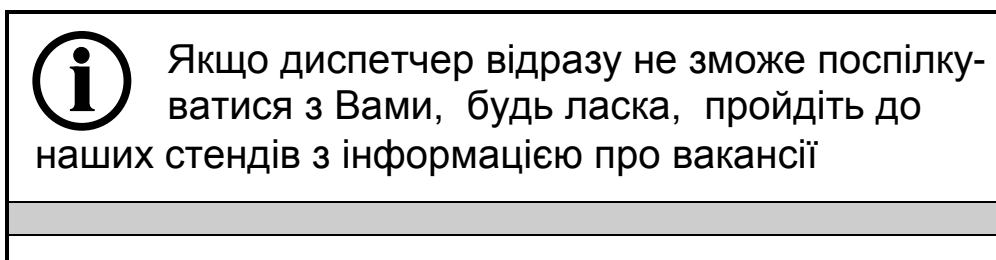 Якщо диспетчер відразу не зможе поспілку-
ватися з Вами, будь ласка, пройдіть до
наших стендів з інформацією про вакансії